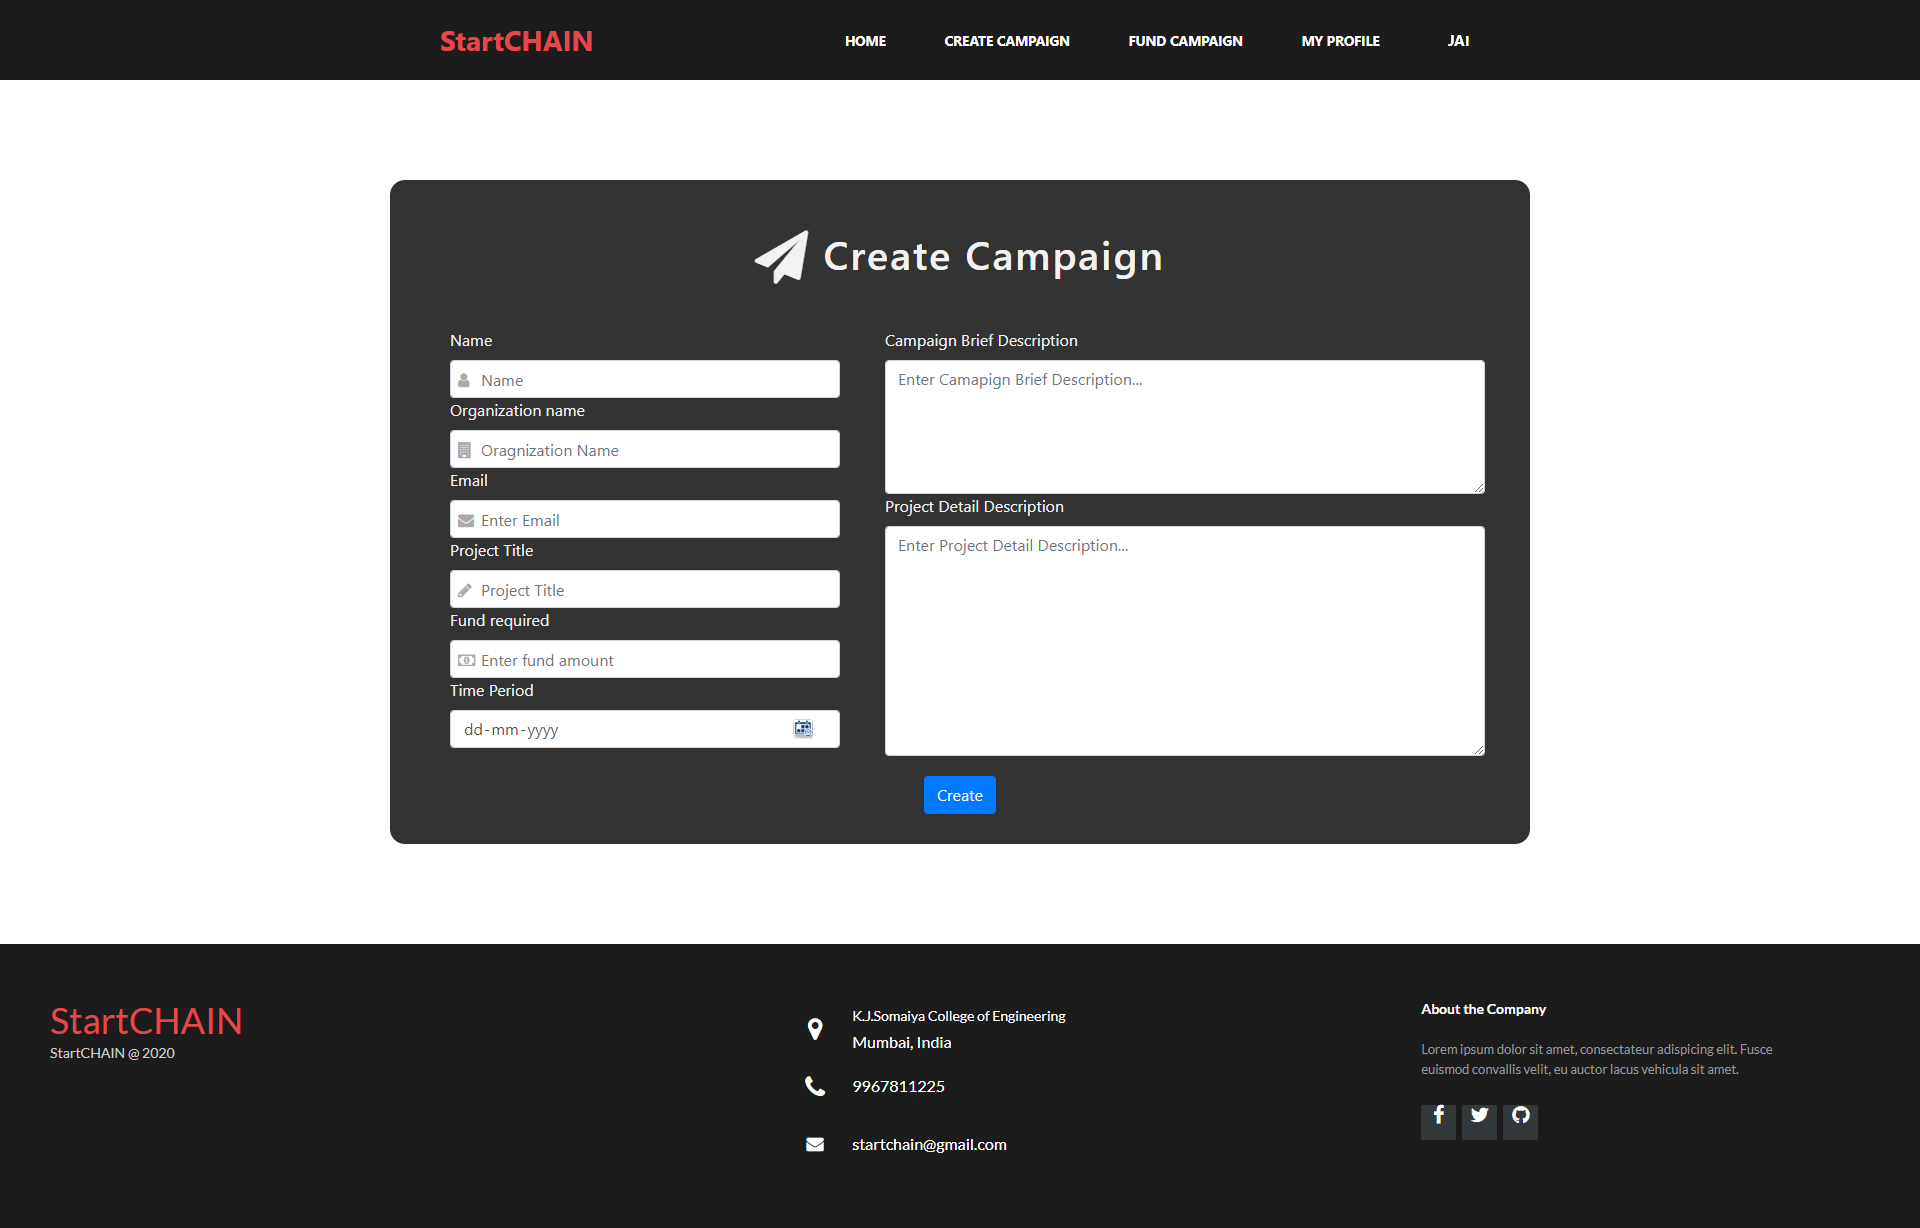 StartCHAIN
HOME
CREATE CAMPAIGN
FUND CAMPAIGN
MY PROFILE
JAI
Create Campaign
Name
Name
Organization name
Oragnization Name
Email
Enter Email
Project Title
Project Title
Fund required
Enter fund amount
Time Period
dd-mm-yyyy
Campaign Brief Description
Enter Camapign Brief Description...
Project Detail Description
Enter Project Detail Description...
Create
StartCHAIN
StartCHAIN @ 2020
K.J.Somaiya College of Engineering
Mumbai, India
9967811225
startchain@gmail.com
About the Company
Lorem ipsum dolor sit amet, consectateur adispicing elit. Fusce
euismod convallis velit, eu auctor lacus vehicula sit amet.